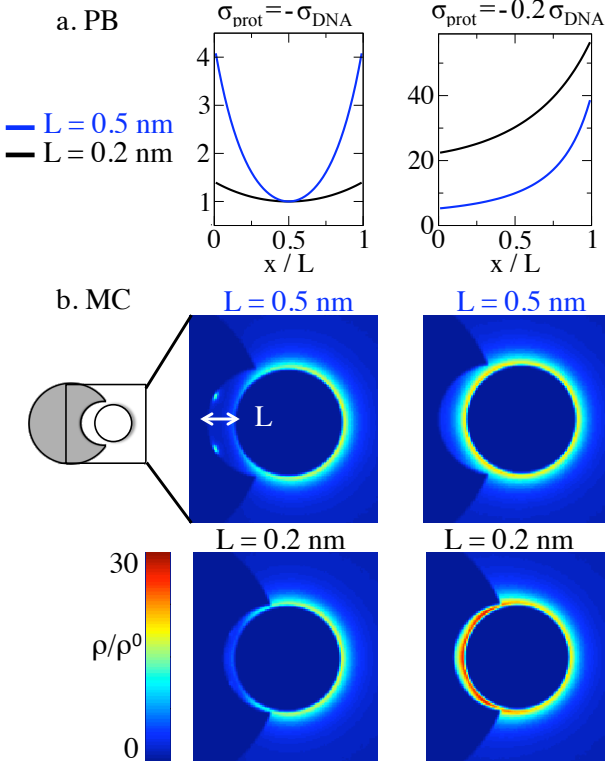 a. PB
σprot=-σDNA
σprot=-0.2σDNA
L = 0.5 nm
L = 0.2 nm
4
3
2
1
0
0.5
1
x / L
40
20
0
0
0.5
1
x / L
b. MC
L = 0.5 nm
L = 0.5 nm
L
L = 0.2 nm
L = 0.2 nm
30
ρ/ρ⁰
0